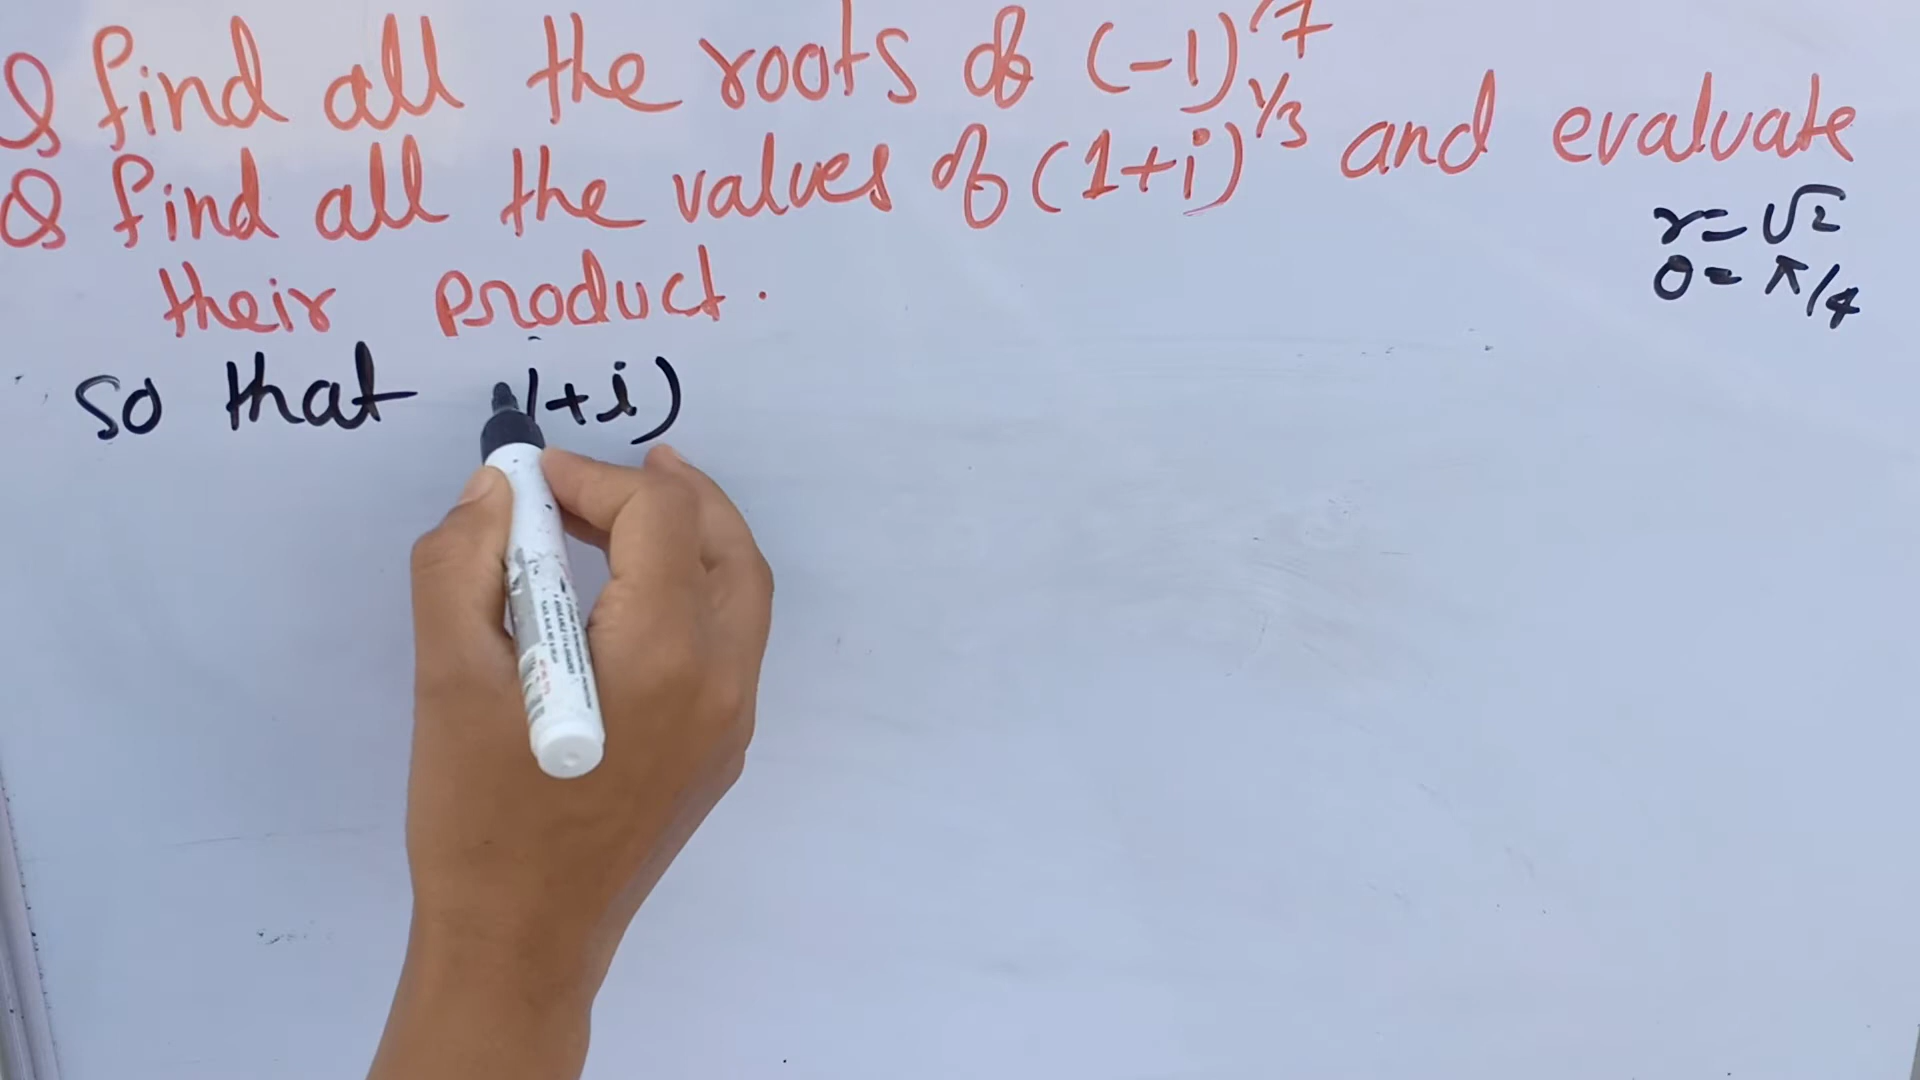 Q find all the roots of (-1)^1/7
Q find all the values of (1+i)^1/3 and evaluate
their product.
r=√2
θ=π/4
so that (1+i)